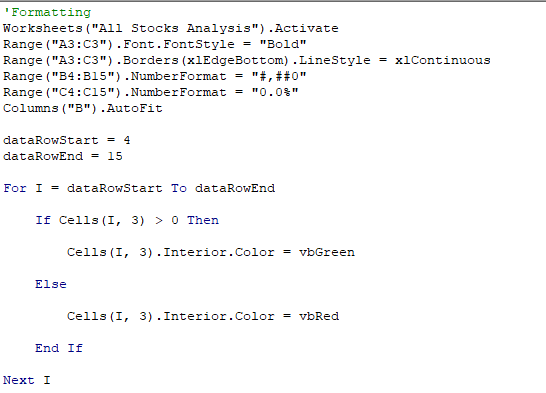 'Formatting
Worksheets("All Stocks Analysis").Activate
Range("A3:C3").Font.FontStyle = "Bold"
Range("A3:C3").Borders(xlEdgeBottom).LineStyle = xlContinuous
Range("B4:B15").NumberFormat = "#,##0"
Range("C4:C15").NumberFormat = "0.0%"
Columns("B").AutoFit
dataRowStart = 4
dataRowEnd = 15
For I = dataRowStart To dataRowEnd
If Cells(I, 3) > 0 Then
Cells(I, 3).Interior.Color = vbGreen
Else
Cells(I, 3).Interior.Color = vbRed
End If
Next I